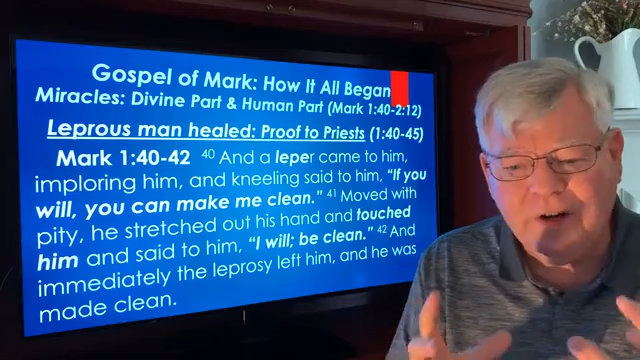 Gospel of Mark: How It All Began
Miracles: Divine Part & Human Part (Mark 1:40-2:12)
Leprous man healed: Proof to Priests (1:40-45)
Mark 1:40-42 40 And a leper came to him,
imploring him, and kneeling said to him, “If you
will, you can make me clean.” 41 Moved with
pity, he stretched out his hand and touched
him and said to him, “I will; be clean.” 42 And
immediately the leprosy left him, and he was
made clean.